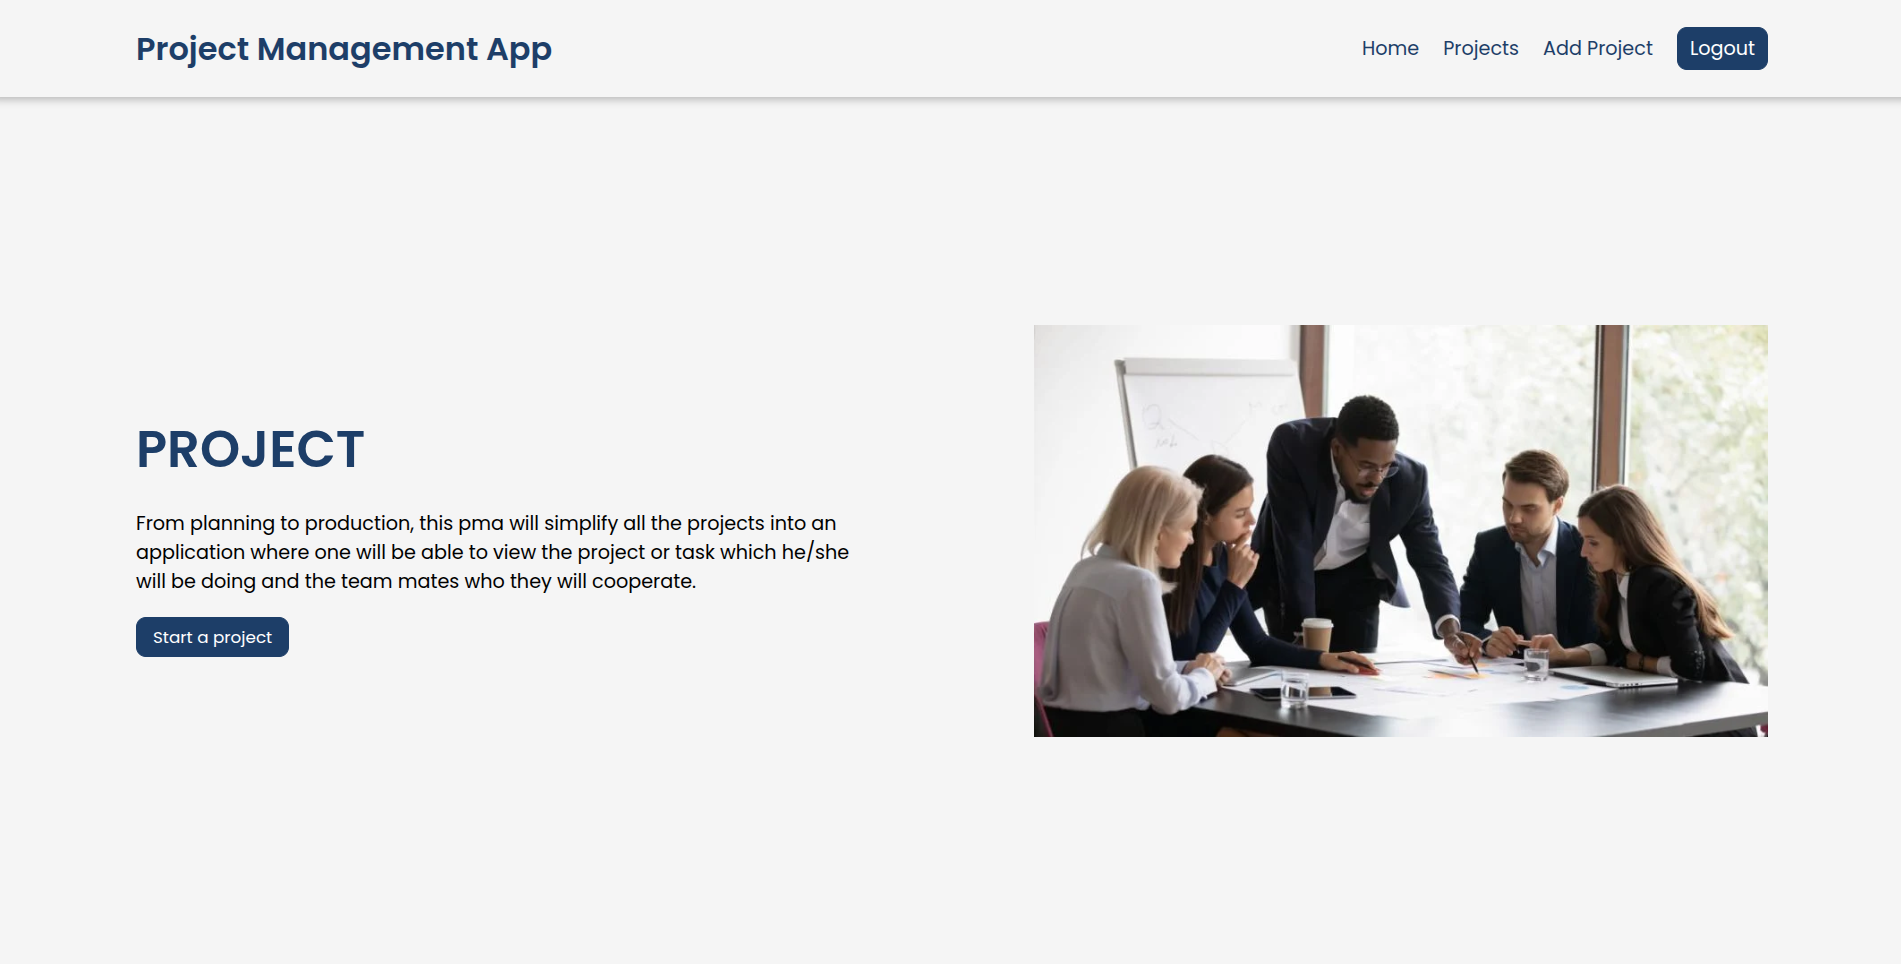 Project Management App
Home Projects Add Project Logout
PROJECT
From planning to production, this pma will simplify all the projects into an
application where one will be able to view the project or task which he/she
will be doing and the team mates who they will cooperate.
Start a project